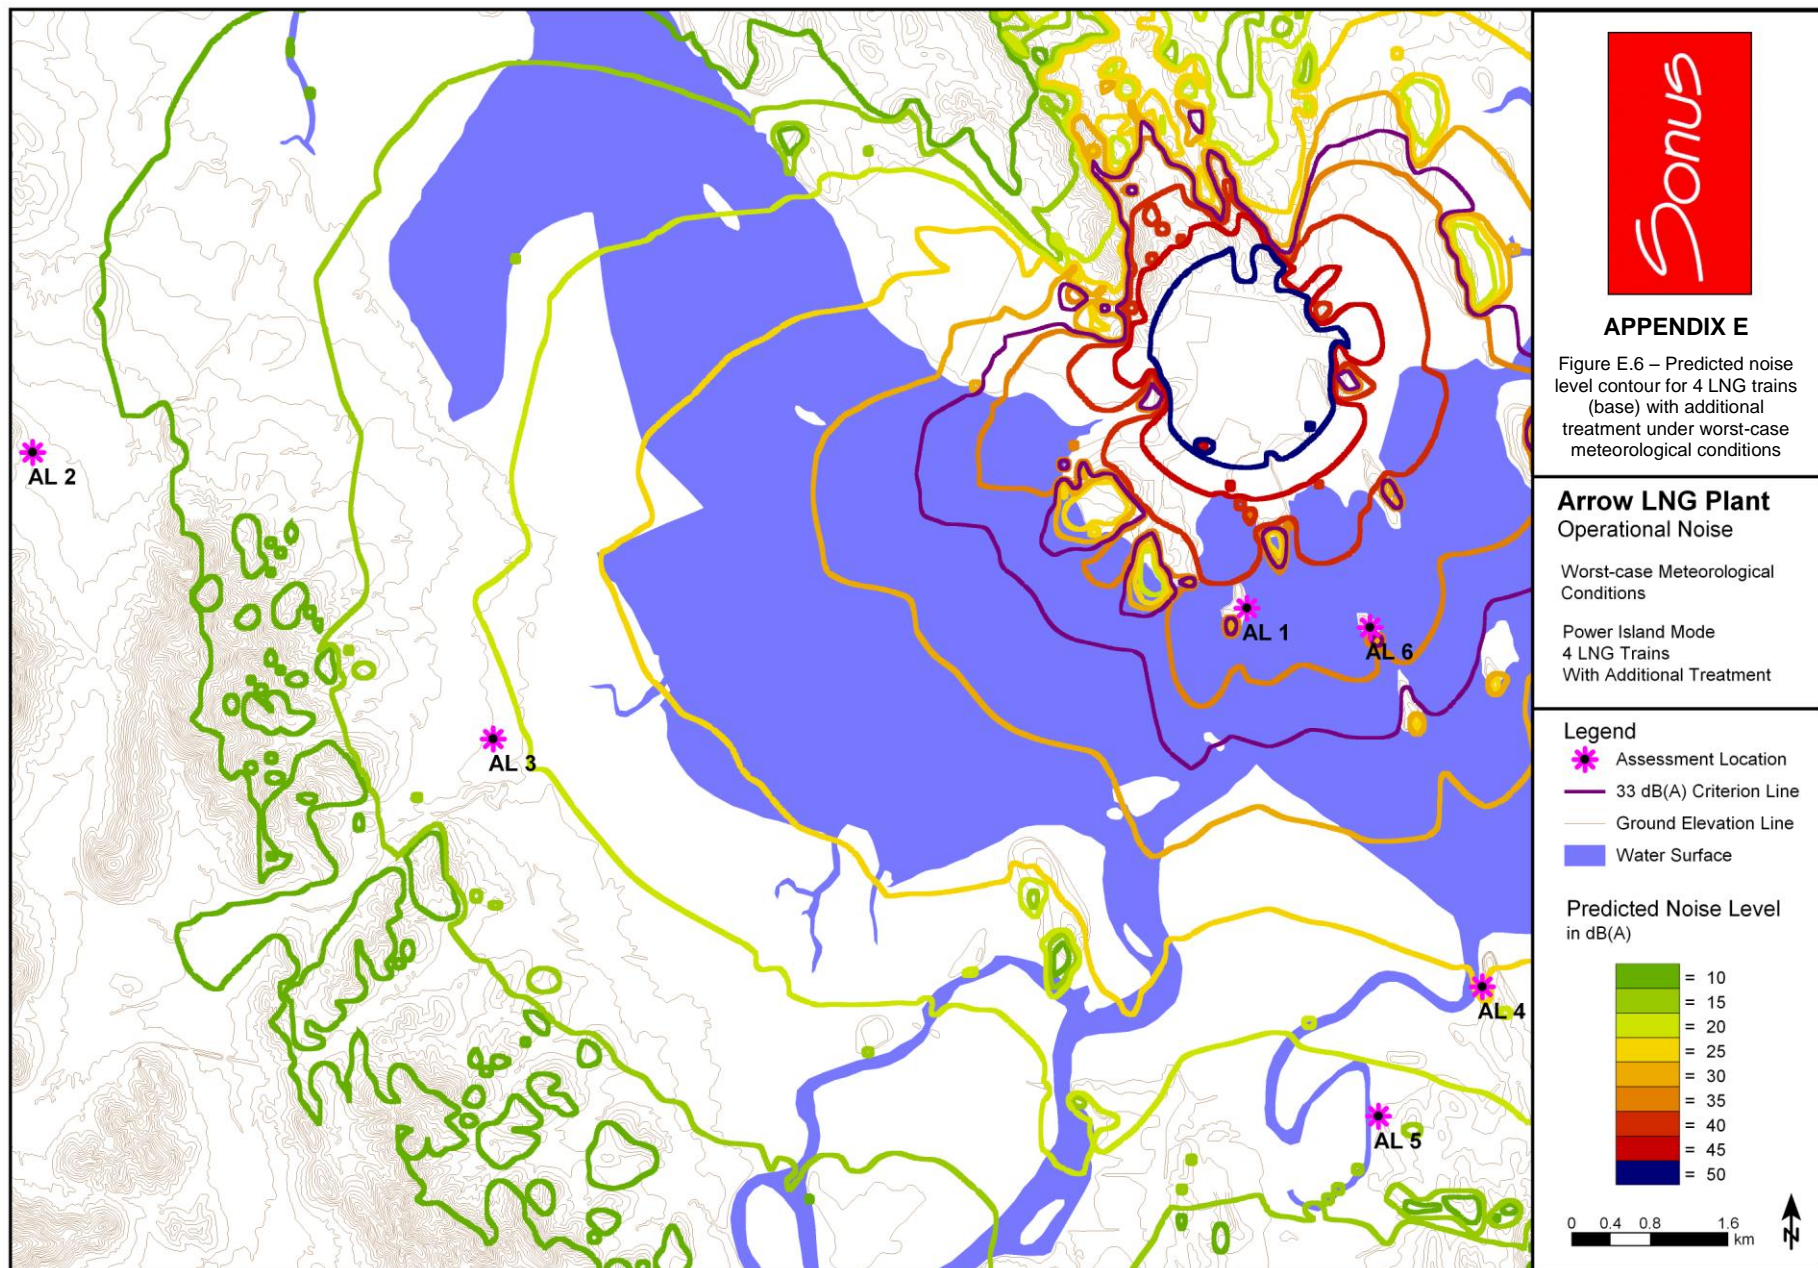 Sonus
APPENDIX E
Figure E.6 – Predicted noise
level contour for 4 LNG trains
(base) with additional
treatment under worst-case
meteorological conditions
Arrow LNG Plant
Operational Noise
Worst-case Meteorological
Conditions
Power Island Mode
4 LNG Trains
With Additional Treatment
Legend
Assessment Location
33 dB(A) Criterion Line
Ground Elevation Line
Water Surface
Predicted Noise Level
in dB(A)
= 10
= 15
= 20
= 25
= 30
= 35
= 40
= 45
= 50
0 0.4 0.8 1.6 km
N
AL 2
AL 1
AL 6
AL 3
AL 4
AL 5